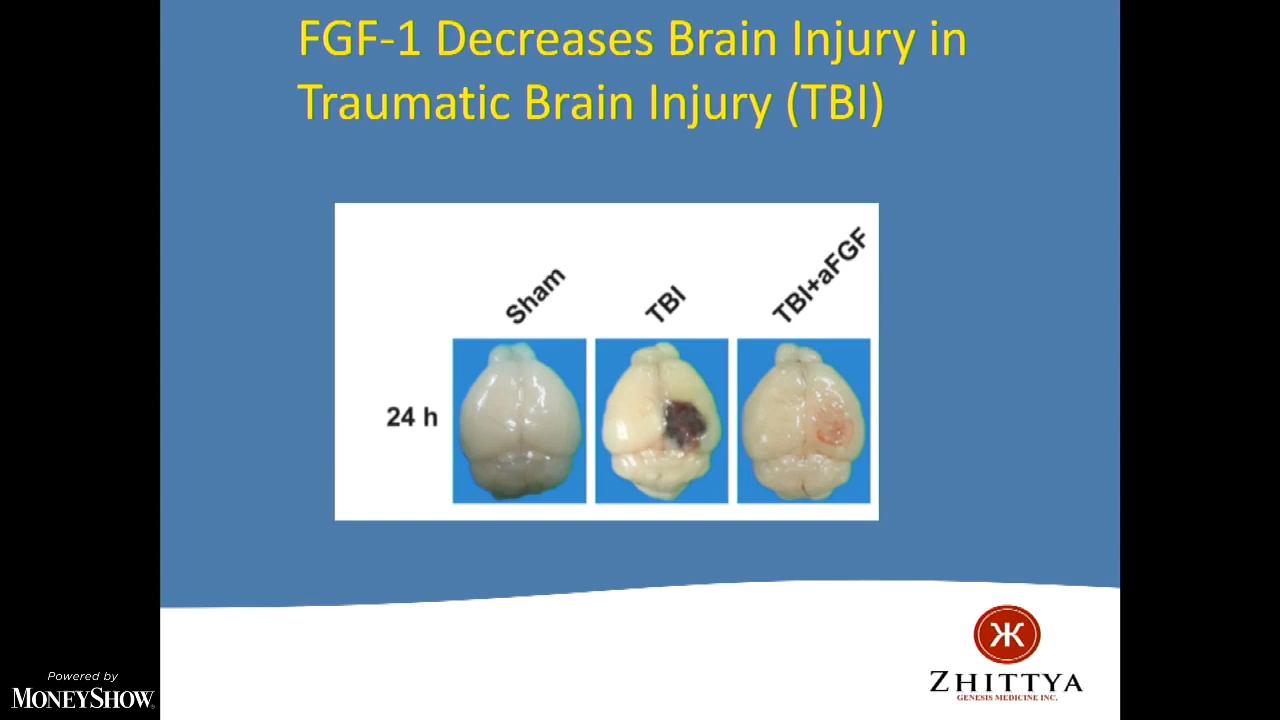 FGF-1 Decreases Brain Injury in
Traumatic Brain Injury (TBI)
Sham
TBI
TBI+aFGF
24 h
Ж
ZHITTYA
GENESIS MEDICINE INC.
Powered by
MONEYSHOW